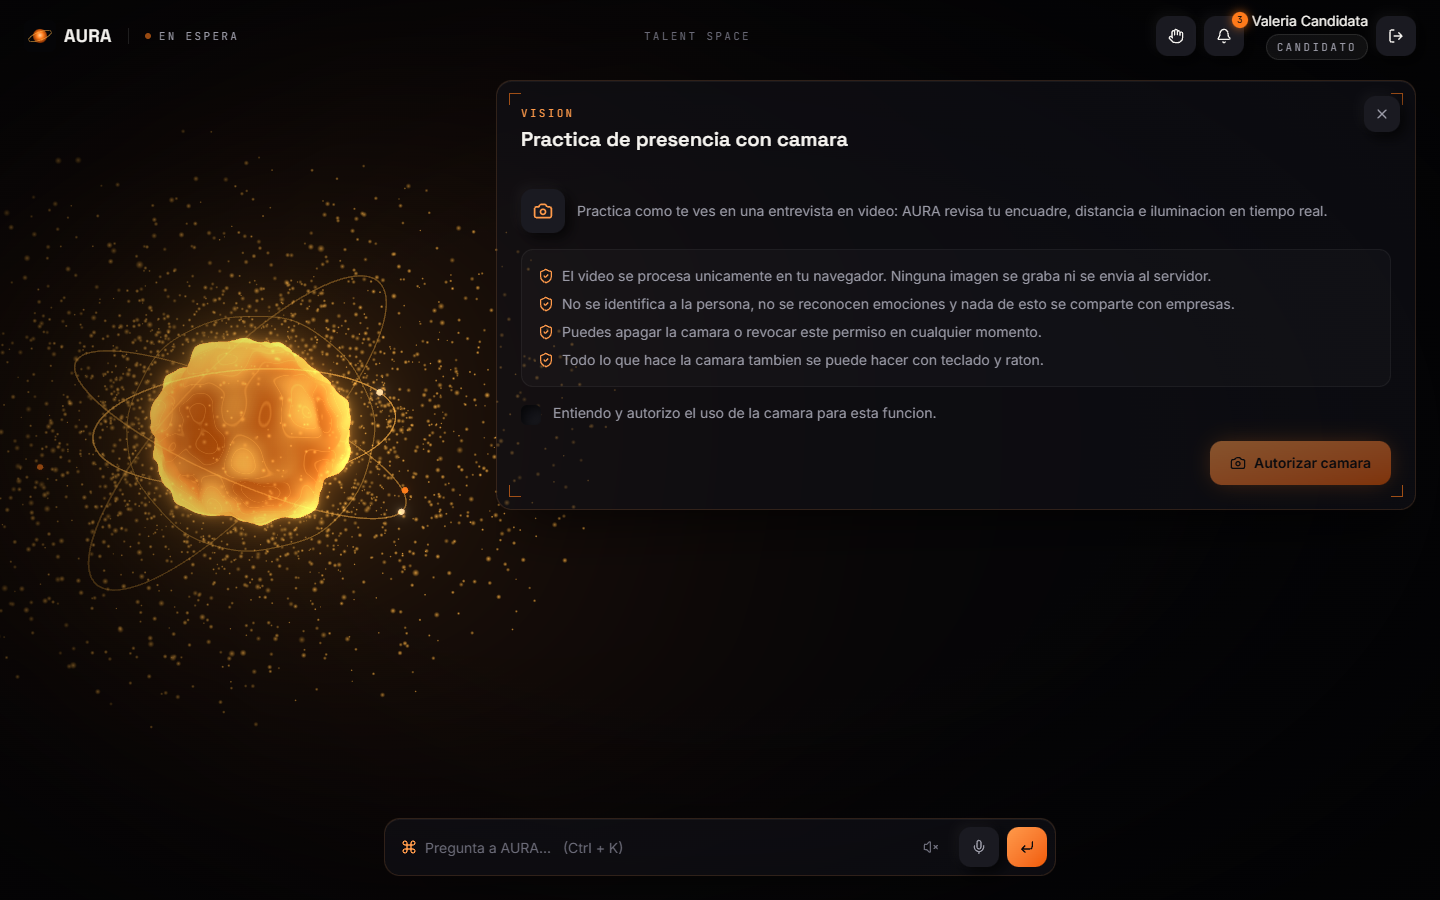 AURA
EN ESPERA
TALENT SPACE
3
Valeria Candidata
CANDIDATO
VISION
Practica de presencia con camara
Practica como te ves en una entrevista en video: AURA revisa tu encuadre, distancia e iluminacion en tiempo real.
El video se procesa unicamente en tu navegador. Ninguna imagen se graba ni se envia al servidor.
No se identifica a la persona, no se reconocen emociones y nada de esto se comparte con empresas.
Puedes apagar la camara o revocar este permiso en cualquier momento.
Todo lo que hace la camara tambien se puede hacer con teclado y raton.
Entiendo y autorizo el uso de la camara para esta funcion.
Autorizar camara
⌘ Pregunta a AURA... (Ctrl + K)